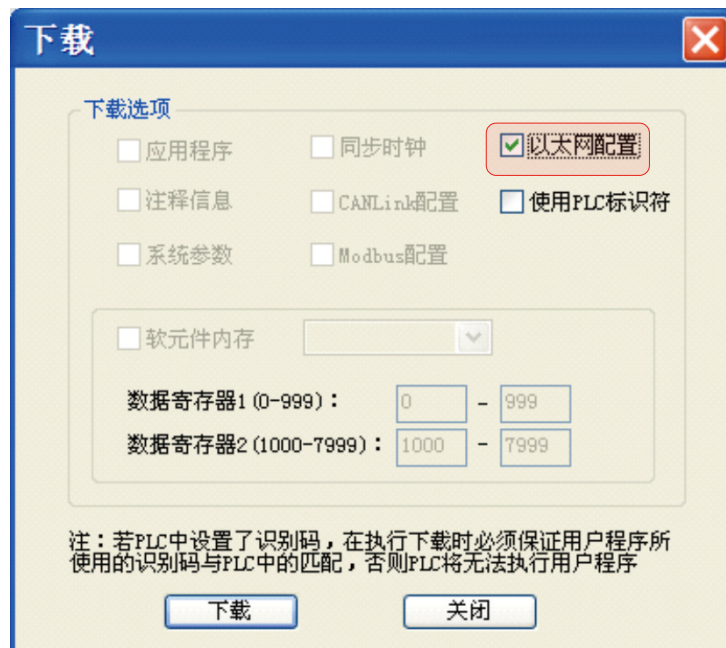 下载
下载选项
应用程序 同步时钟 以太网配置
注释信息 CANLink配置 使用PLC标识符
系统参数 Modbus配置
软元件内存
数据寄存器1(0-999)： 0 - 999
数据寄存器2(1000-7999)： 1000 - 7999
注：若PLC中设置了识别码，在执行下载时必须保证用户程序所
使用的识别码与PLC中的匹配，否则PLC将无法执行用户程序
下载 关闭